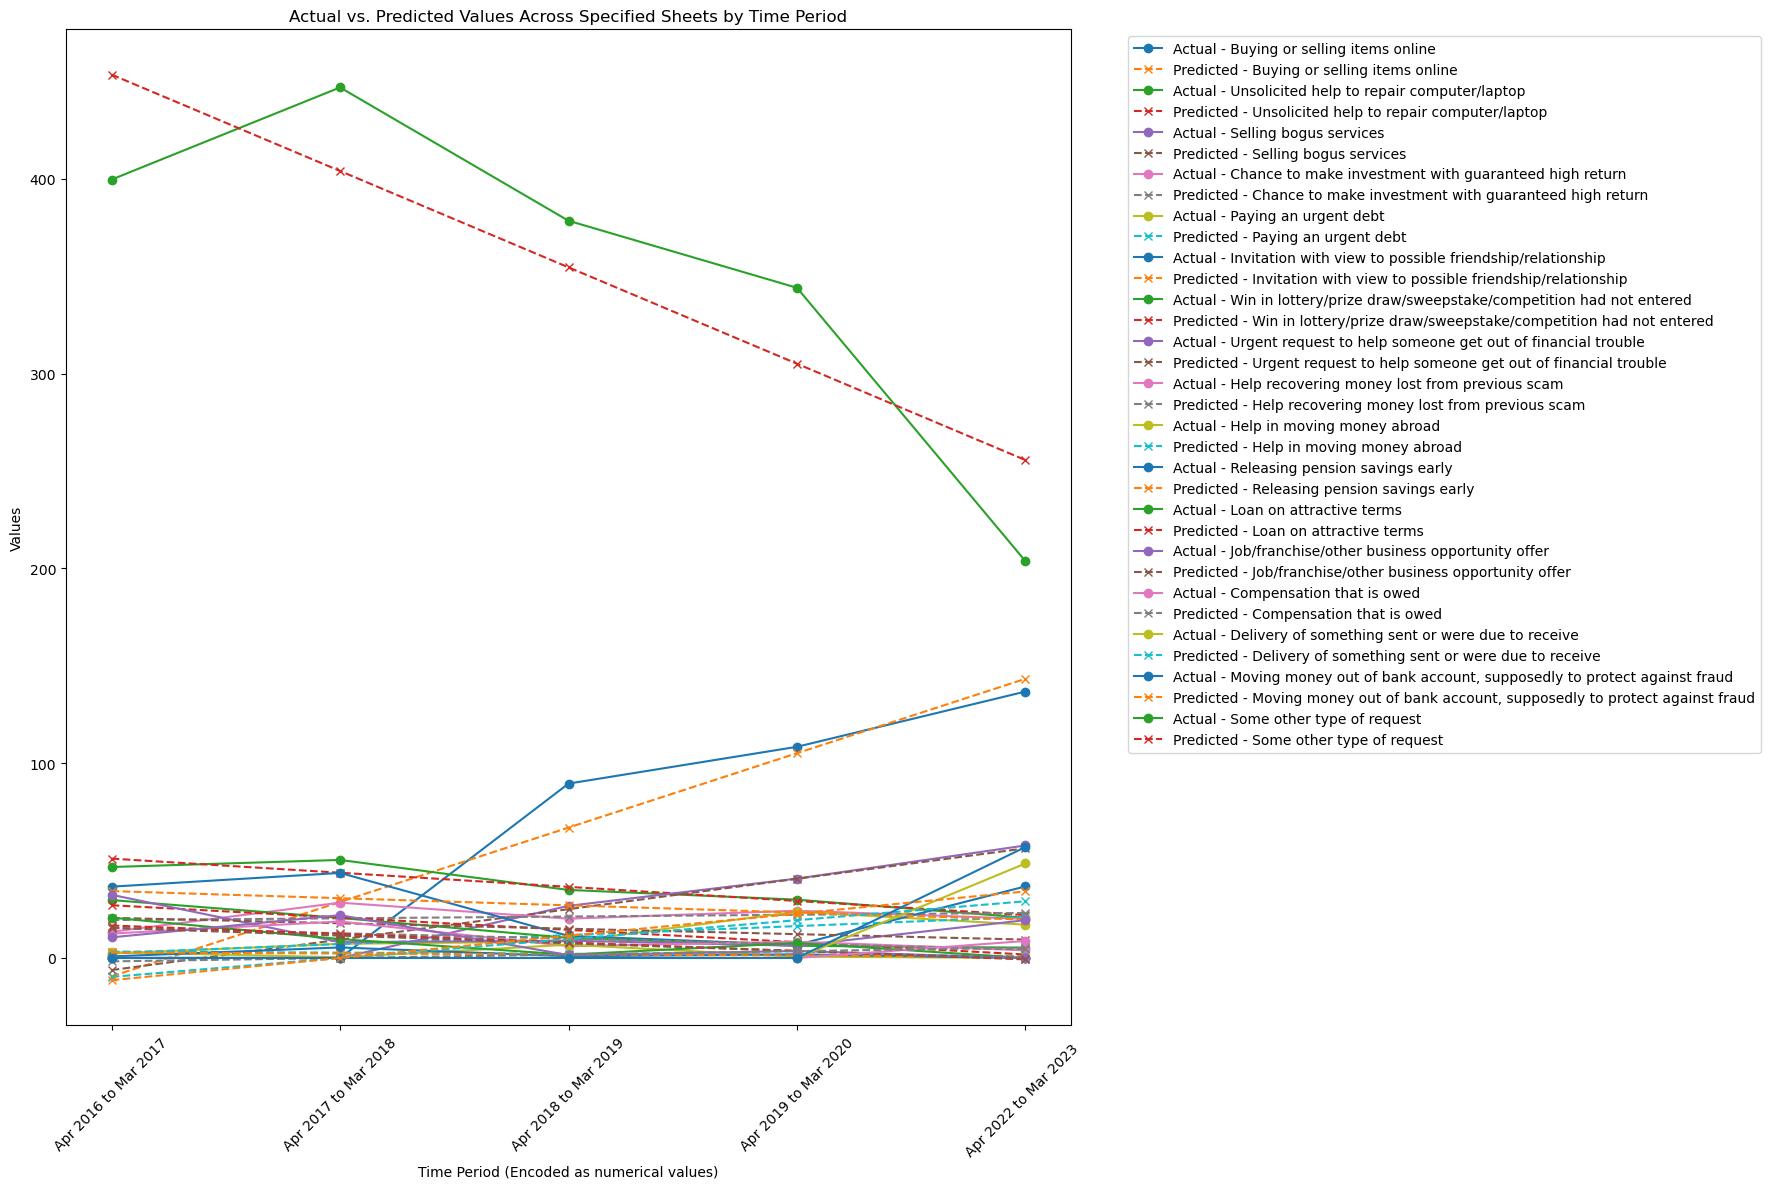 Actual vs. Predicted Values Across Specified Sheets by Time Period
Values
400
300
200
100
0
Apr 2016 to Mar 2017
Apr 2017 to Mar 2018
Apr 2018 to Mar 2019
Apr 2019 to Mar 2020
Apr 2022 to Mar 2023
Time Period (Encoded as numerical values)
Actual - Buying or selling items online
Predicted - Buying or selling items online
Actual - Unsolicited help to repair computer/laptop
Predicted - Unsolicited help to repair computer/laptop
Actual - Selling bogus services
Predicted - Selling bogus services
Actual - Chance to make investment with guaranteed high return
Predicted - Chance to make investment with guaranteed high return
Actual - Paying an urgent debt
Predicted - Paying an urgent debt
Actual - Invitation with view to possible friendship/relationship
Predicted - Invitation with view to possible friendship/relationship
Actual - Win in lottery/prize draw/sweepstake/competition had not entered
Predicted - Win in lottery/prize draw/sweepstake/competition had not entered
Actual - Urgent request to help someone get out of financial trouble
Predicted - Urgent request to help someone get out of financial trouble
Actual - Help recovering money lost from previous scam
Predicted - Help recovering money lost from previous scam
Actual - Help in moving money abroad
Predicted - Help in moving money abroad
Actual - Releasing pension savings early
Predicted - Releasing pension savings early
Actual - Loan on attractive terms
Predicted - Loan on attractive terms
Actual - Job/franchise/other business opportunity offer
Predicted - Job/franchise/other business opportunity offer
Actual - Compensation that is owed
Predicted - Compensation that is owed
Actual - Delivery of something sent or were due to receive
Predicted - Delivery of something sent or were due to receive
Actual - Moving money out of bank account, supposedly to protect against fraud
Predicted - Moving money out of bank account, supposedly to protect against fraud
Actual - Some other type of request
Predicted - Some other type of request